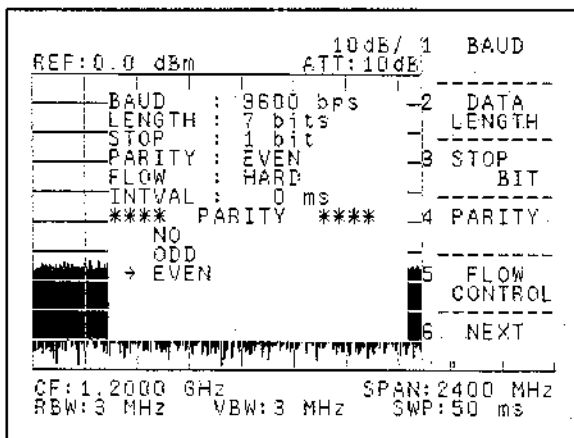 10dB/
REF:0.0 dBm ATT:10dB
BAUD : 9600 bps
LENGTH : 7 bits
STOP : 1 bit
PARITY : EVEN
FLOW : HARD
INTVAL : 0 ms
**** PARITY ****
NO
ODD
→ EVEN
CF:1.2000 GHz SPAN:2400 MHz
RBW:3 MHz VBW:3 MHz SWP:50 ms
1 BAUD
2 DATA
LENGTH
3 STOP
BIT
4 PARITY
5 FLOW
CONTROL
6 NEXT